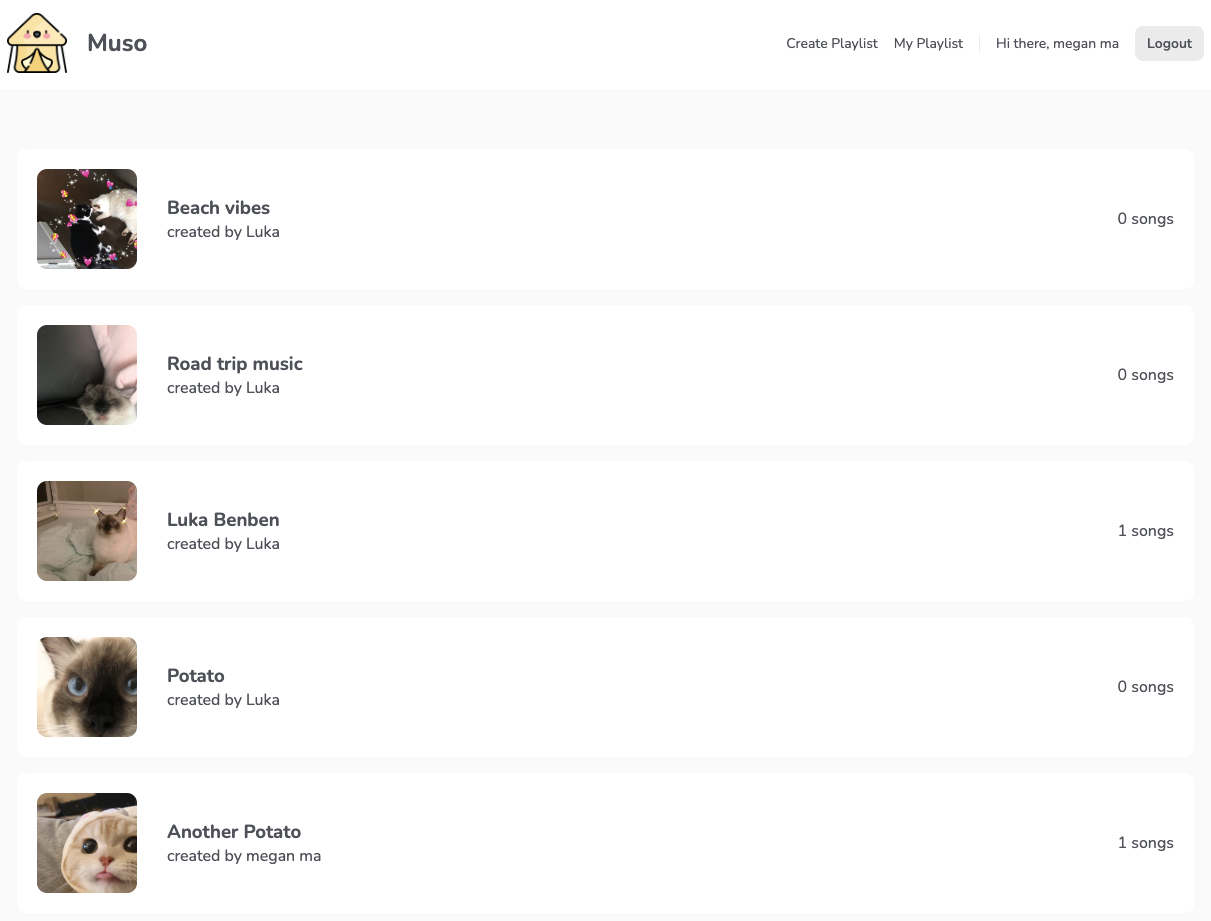 Muso
Create Playlist My Playlist Hi there, megan ma Logout
Beach vibes
created by Luka
0 songs
Road trip music
created by Luka
0 songs
Luka Benben
created by Luka
1 songs
Potato
created by Luka
0 songs
Another Potato
created by megan ma
1 songs